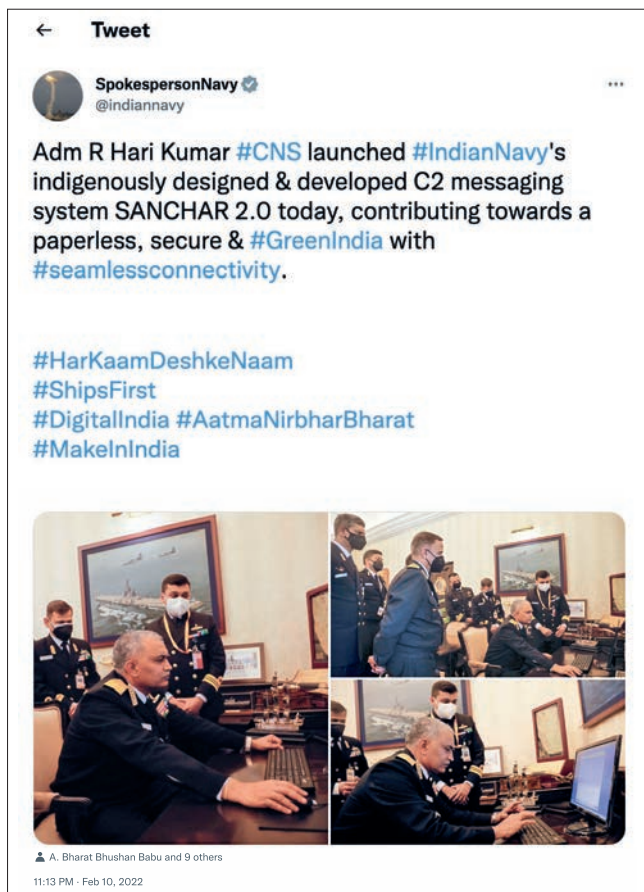 Tweet
SpokespersonNavy
@indiannavy
Adm R Hari Kumar #CNS launched #IndianNavy's
indigenously designed & developed C2 messaging
system SANCHAR 2.0 today, contributing towards a
paperless, secure & #GreenIndia with
#seamlessconnectivity.
#HarKaamDeshkeNaam
#ShipsFirst
#DigitalIndia #AatmaNirbharBharat
#MakeInIndia
A. Bharat Bhushan Babu and 9 others
11:13 PM · Feb 10, 2022